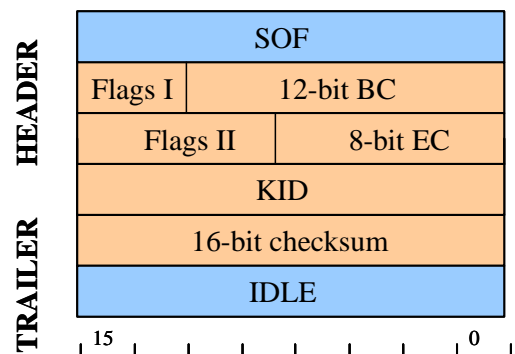 HEADER
SOF
Flags I 12-bit BC
Flags II 8-bit EC
KID
TRAILER
16-bit checksum
IDLE
15 0